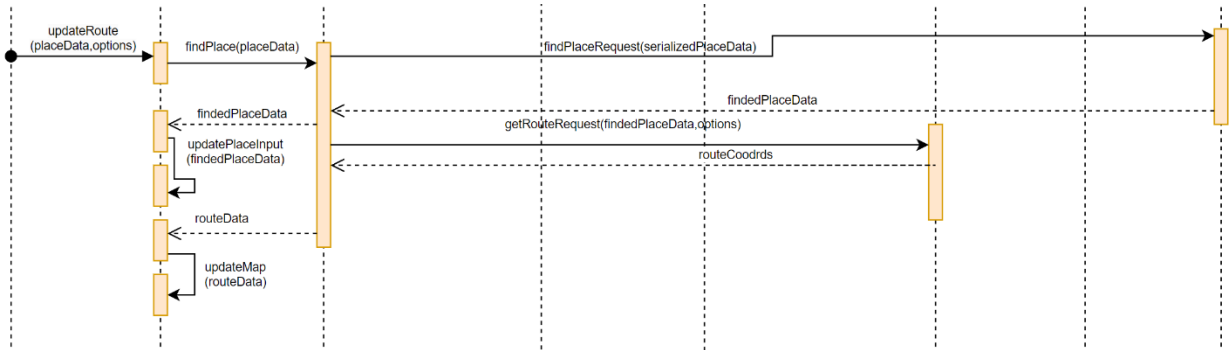 updateRoute
(placeData,options)
findPlace(placeData)
findPlaceRequest(serializedPlaceData)
findedPlaceData
findedPlaceData
getRouteRequest(findedPlaceData,options)
updatePlaceInput
(findedPlaceData)
routeCoodrds
routeData
updateMap
(routeData)